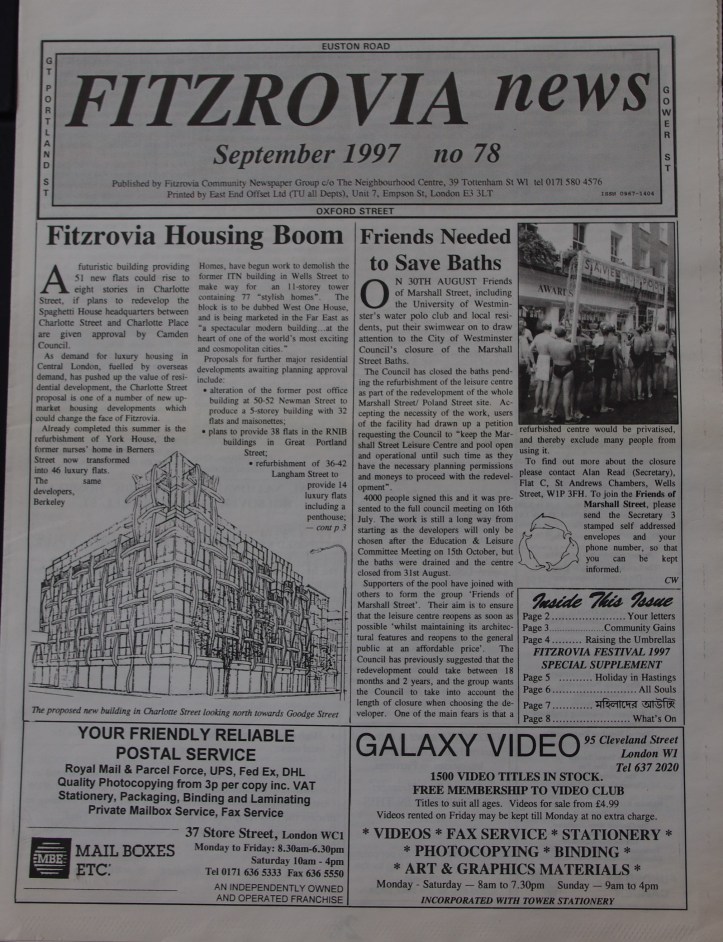 EUSTON ROAD
GT PORTLAND ST
FITZROVIA news
GOWER ST
September 1997 no 78
Published by Fitzrovia Community Newspaper Group c/o The Neighbourhood Centre, 39 Tottenham St W1 tel 0171 580 4576
Printed by East End Offset Ltd (TU all Depts), Unit 7, Empson St, London E3 3LT
ISSN 0967-1404
OXFORD STREET
Fitzrovia Housing Boom
A futuristic building providing
51 new flats could rise to
eight stories in Charlotte
Street, if plans to redevelop the
Spaghetti House headquarters between
Charlotte Street and Charlotte Place
are given approval by Camden
Council.
As demand for luxury housing in
Central London, fuelled by overseas
demand, has pushed up the value of resi-
dential development, the Charlotte Street
proposal is one of a number of new up-
market housing developments which
could change the face of Fitzrovia.
Already completed this summer is the
refurbishment of York House, the
former nurses' home in Berners
Street now transformed
into 46 luxury flats.
The same
developers,
Berkeley
Homes, have begun work to demolish the
former ITN building in Wells Street to
make way for an 11-storey tower
containing 77 "stylish homes". The
block is to be dubbed West One House,
and is being marketed in the Far East as
"a spectacular modern building...at the
heart of one of the world's most exciting
and cosmopolitan cities."
Proposals for further major residential
developments awaiting planning approval
include:
• alteration of the former post office
building at 50-52 Newman Street to
produce a 5-storey building with 32
flats and maisonettes;
• plans to provide 38 flats in the RNIB
buildings in Great Portland
Street;
• refurbishment of 36-42
Langham Street to
provide 14
luxury flats
including a
penthouse;
— cont p 3
The proposed new building in Charlotte Street looking north towards Goodge Street
Friends Needed
to Save Baths
ON 30TH AUGUST Friends
of Marshall Street, including
the University of Westmin-
ster's water polo club and local resi-
dents, put their swimwear on to draw
attention to the City of Westminster
Council's closure of the Marshall
Street Baths.
The Council has closed the baths pend-
ing the refurbishment of the leisure centre
as part of the redevelopment of the whole
Marshall Street/ Poland Street site. Ac-
cepting the necessity of the work, users
of the facility had drawn up a petition
requesting the Council to "keep the Mar-
shall Street Leisure Centre and pool open
and operational until such time as they
have the necessary planning permissions
and moneys to proceed with the redevel-
opment".
4000 people signed this and it was pre-
sented to the full council meeting on 16th
July. The work is still a long way from
starting as the developers will only be
chosen after the Education & Leisure
Committee Meeting on 15th October, but
the baths were drained and the centre
closed from 31st August.
Supporters of the pool have joined with
others to form the group 'Friends of
Marshall Street'. Their aim is to ensure
that the leisure centre reopens as soon as
possible 'whilst maintaining its architec-
tural features and reopens to the general
public at an affordable price'. The
Council has previously suggested that the
redevelopment could take between 18
months and 2 years, and the group wants
the Council to take into account the
length of closure when choosing the de-
veloper. One of the main fears is that a
SAVE OUR
AWARE
refurbished centre would be privatised,
and thereby exclude many people from
using it.
To find out more about the closure
please contact Alan Read (Secretary),
Flat C, St Andrews Chambers, Wells
Street, W1P 3FH. To join the Friends of
Marshall Street, please
send the Secretary 3
stamped self addressed
envelopes and your
phone number, so that
you can be kept
informed.
CW
Inside This Issue
Page 2 ........................ Your letters
Page 3 ................ Community Gains
Page 4 ......... Raising the Umbrellas
FITZROVIA FESTIVAL 1997
SPECIAL SUPPLEMENT
Page 5 ......... Holiday in Hastings
Page 6 ............................ All Souls
Page 7 .............. মহিলাদের
Page 8 .......................... What's On
YOUR FRIENDLY RELIABLE
POSTAL SERVICE
Royal Mail & Parcel Force, UPS, Fed Ex, DHL
Quality Photocopying from 3p per copy inc. VAT
Stationery, Packaging, Binding and Laminating
Private Mailbox Service, Fax Service
MBE
MAIL BOXES
ETC.
37 Store Street, London WC1
Monday to Friday: 8.30am-6.30pm
Saturday 10am - 4pm
Tel 0171 636 5333 Fax 636 5550
AN INDEPENDENTLY OWNED
AND OPERATED FRANCHISE
GALAXY VIDEO
95 Cleveland Street
London W1
Tel 637 2020
1500 VIDEO TITLES IN STOCK.
FREE MEMBERSHIP TO VIDEO CLUB
Titles to suit all ages. Videos for sale from £4.99
Videos rented on Friday may be kept till Monday at no extra charge.
* VIDEOS * FAX SERVICE * STATIONERY *
* PHOTOCOPYING * BINDING *
* ART & GRAPHICS MATERIALS *
Monday - Saturday — 8am to 7.30pm Sunday — 9am to 4pm
INCORPORATED WITH TOWER STATIONERY